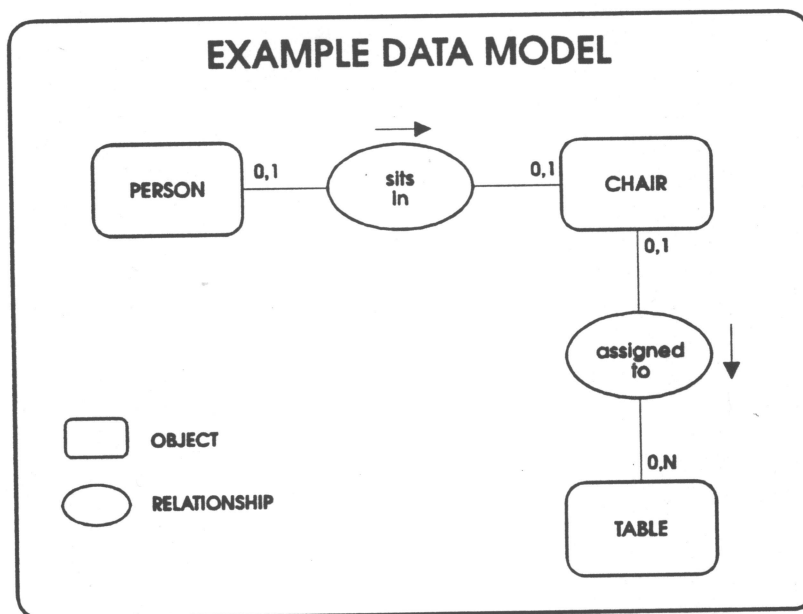 EXAMPLE DATA MODEL
PERSON
0,1
sits
in
0,1
CHAIR
0,1
assigned
to
0,N
TABLE
OBJECT
RELATIONSHIP